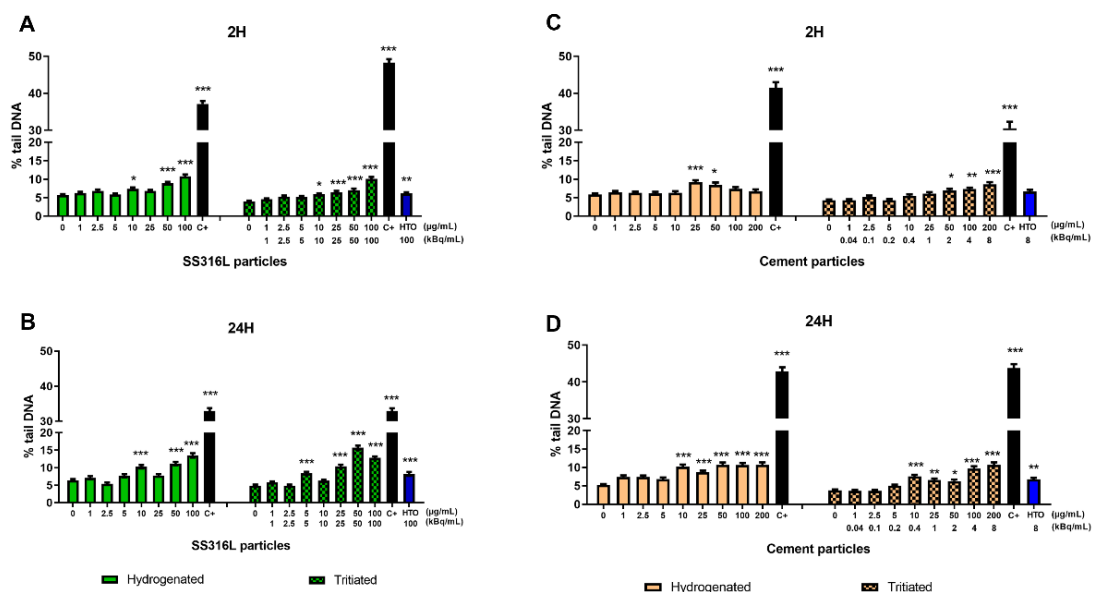 A
2H
% tail DNA
50
40
30
20
15
10
5
0
* *** *** *** * *** *** *** *** **
0 1 2.5 5 10 25 50 100 C+ 0 1 2.5 5 10 25 50 100 C+ HTO (µg/mL)
1 2.5 5 10 25 50 100 100 (kBq/mL)
SS316L particles
B
24H
% tail DNA
50
40
30
20
15
10
5
0
*** *** *** *** *** *** *** *** *** ***
0 1 2.5 5 10 25 50 100 C+ 0 1 2.5 5 10 25 50 100 C+ HTO (µg/mL)
1 2.5 5 10 25 50 100 100 (kBq/mL)
SS316L particles
Hydrogenated Tritiated
C
2H
% tail DNA
50
40
30
20
15
10
5
0
*** * *** * ** *** ***
0 1 2.5 5 10 25 50 100 200 C+ 0 1 2.5 5 10 25 50 100 200 C+ HTO (µg/mL)
0.04 0.1 0.2 0.4 1 2 4 8 8 (kBq/mL)
Cement particles
D
24H
% tail DNA
50
40
30
20
15
10
5
0
*** *** *** *** *** *** *** ** * *** *** *** **
0 1 2.5 5 10 25 50 100 200 C+ 0 1 2.5 5 10 25 50 100 200 C+ HTO (µg/mL)
0.04 0.1 0.2 0.4 1 2 4 8 8 (kBq/mL)
Cement particles
Hydrogenated Tritiated